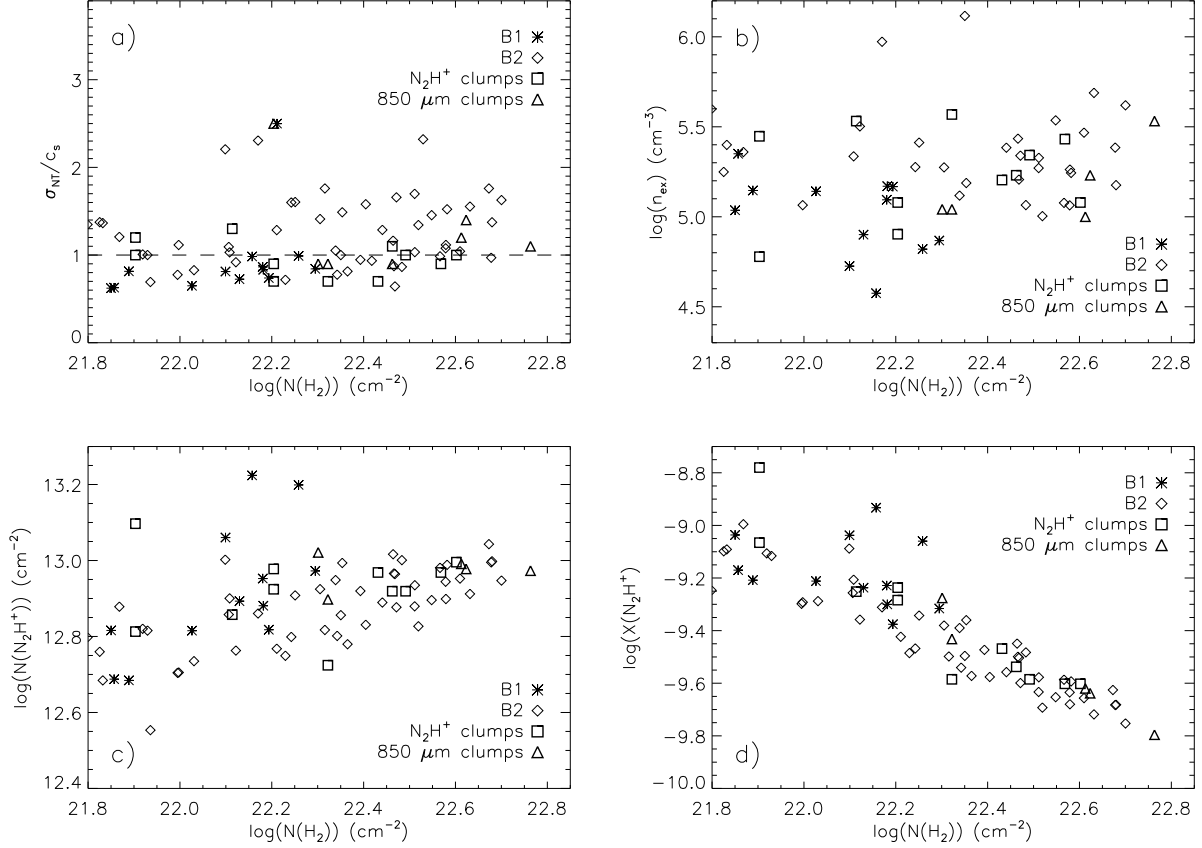 a)
B1
B2
N₂H⁺ clumps
850 μm clumps
3
2
1
0
σ_NT/c_s
21.8 22.0 22.2 22.4 22.6 22.8
log(N(H₂)) (cm⁻²)
b)
6.0
5.5
5.0
4.5
log(n_ex) (cm⁻³)
B1
B2
N₂H⁺ clumps
850 μm clumps
21.8 22.0 22.2 22.4 22.6 22.8
log(N(H₂)) (cm⁻²)
13.2
13.0
12.8
12.6
12.4
log(N(N₂H⁺)) (cm⁻²)
B1
B2
N₂H⁺ clumps
850 μm clumps
c)
21.8 22.0 22.2 22.4 22.6 22.8
log(N(H₂)) (cm⁻²)
−8.8
−9.0
−9.2
−9.4
−9.6
−9.8
−10.0
log(X(N₂H⁺)
B1
B2
N₂H⁺ clumps
850 μm clumps
d)
21.8 22.0 22.2 22.4 22.6 22.8
log(N(H₂)) (cm⁻²)